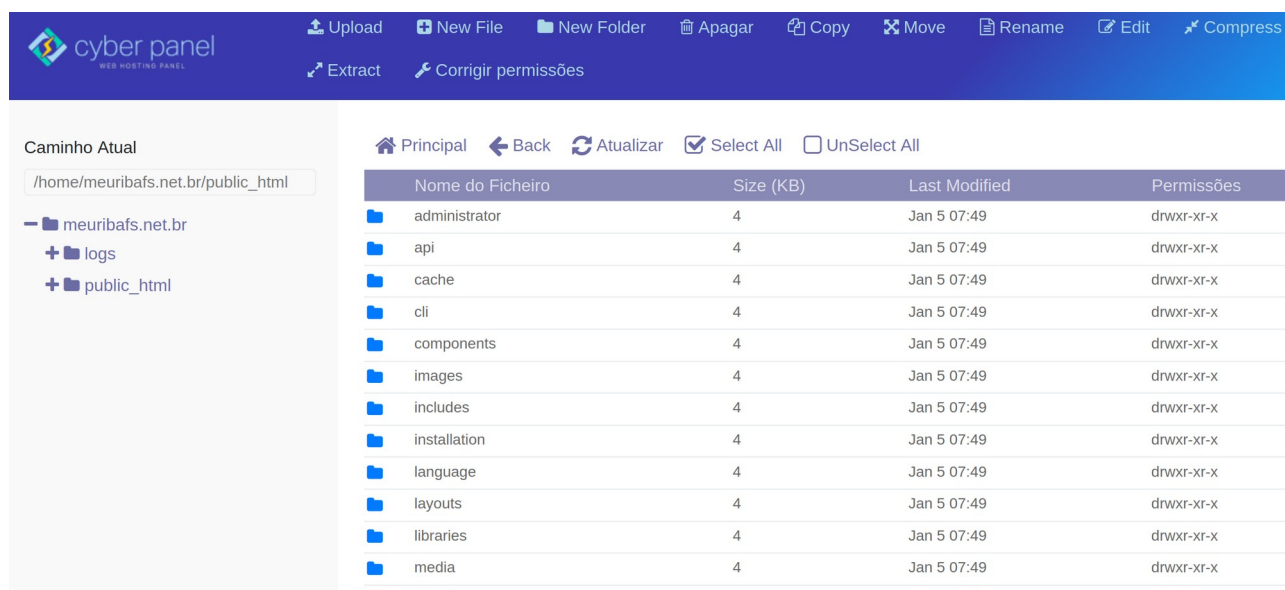 cyber panel
WEB HOSTING PANEL
Upload New File New Folder Apagar Copy Move Rename Edit Compress
Extract Corrigir permissões
Caminho Atual
/home/meuribafs.net.br/public_html
meuribafs.net.br
logs
public_html
Principal Back Atualizar Select All UnSelect All
Nome do Ficheiro Size (KB) Last Modified Permissões
administrator 4 Jan 5 07:49 drwxr-xr-x
api 4 Jan 5 07:49 drwxr-xr-x
cache 4 Jan 5 07:49 drwxr-xr-x
cli 4 Jan 5 07:49 drwxr-xr-x
components 4 Jan 5 07:49 drwxr-xr-x
images 4 Jan 5 07:49 drwxr-xr-x
includes 4 Jan 5 07:49 drwxr-xr-x
installation 4 Jan 5 07:49 drwxr-xr-x
language 4 Jan 5 07:49 drwxr-xr-x
layouts 4 Jan 5 07:49 drwxr-xr-x
libraries 4 Jan 5 07:49 drwxr-xr-x
media 4 Jan 5 07:49 drwxr-xr-x